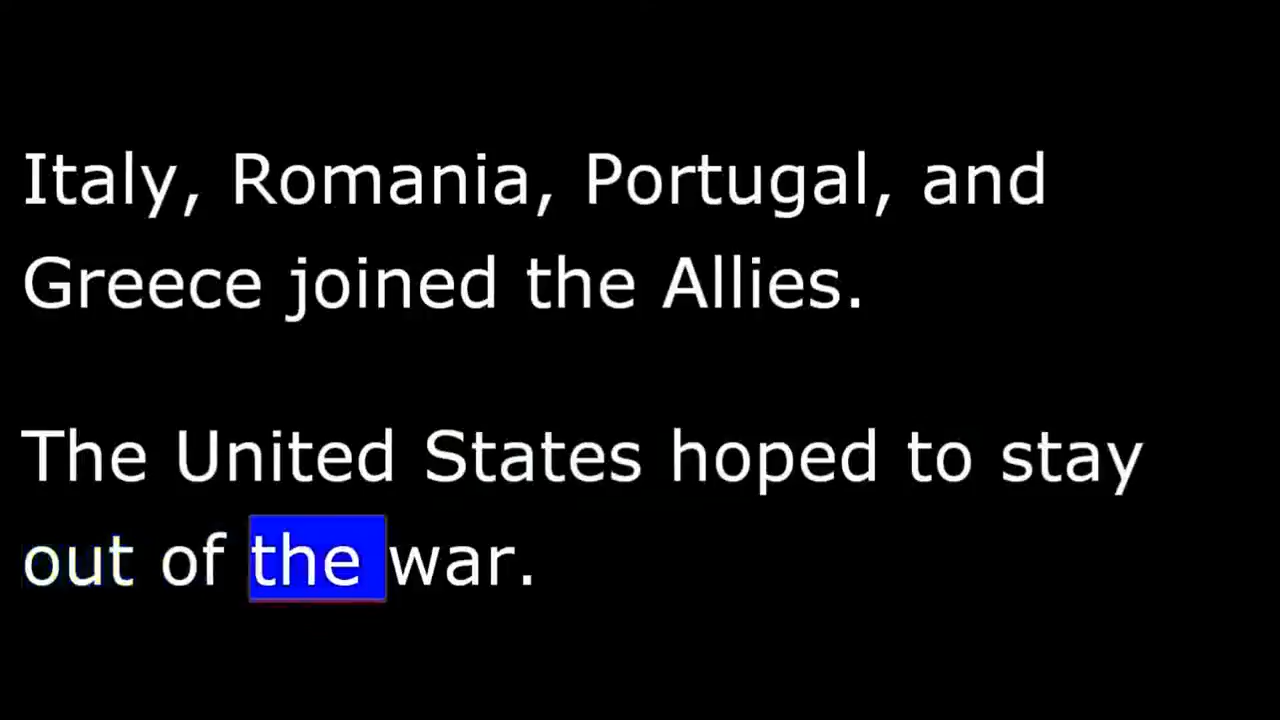 Italy, Romania, Portugal, and
Greece joined the Allies.
The United States hoped to stay
out of the war.